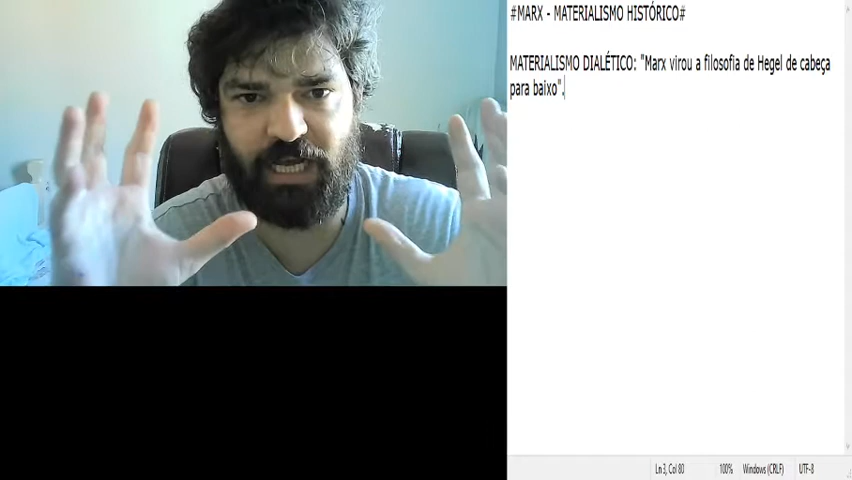 #MARX - MATERIALISMO HISTÓRICO#
MATERIALISMO DIALÉTICO: "Marx virou a filosofia de Hegel de cabeça
para baixo".
Ln 3, Col 80 100% Windows (CRLF) UTF-8